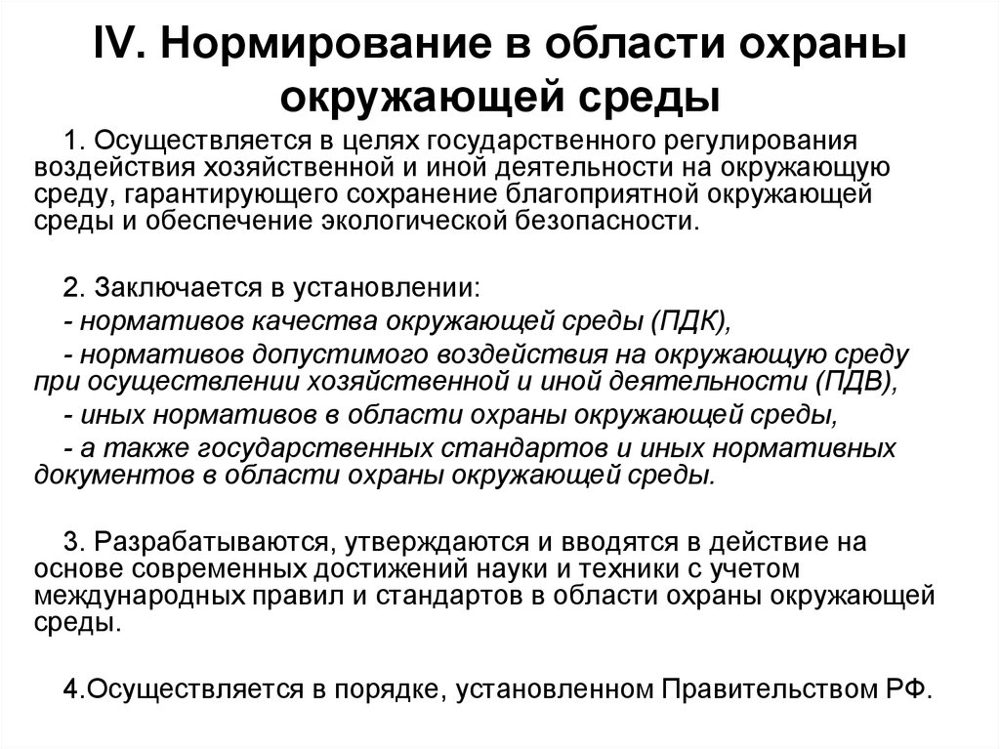 IV. Нормирование в области охраны
окружающей среды
1. Осуществляется в целях государственного регулирования
воздействия хозяйственной и иной деятельности на окружающую
среду, гарантирующего сохранение благоприятной окружающей
среды и обеспечение экологической безопасности.
2. Заключается в установлении:
- нормативов качества окружающей среды (ПДК),
- нормативов допустимого воздействия на окружающую среду
при осуществлении хозяйственной и иной деятельности (ПДВ),
- иных нормативов в области охраны окружающей среды,
- а также государственных стандартов и иных нормативных
документов в области охраны окружающей среды.
3. Разрабатываются, утверждаются и вводятся в действие на
основе современных достижений науки и техники с учетом
международных правил и стандартов в области охраны окружающей
среды.
4.Осуществляется в порядке, установленном Правительством РФ.